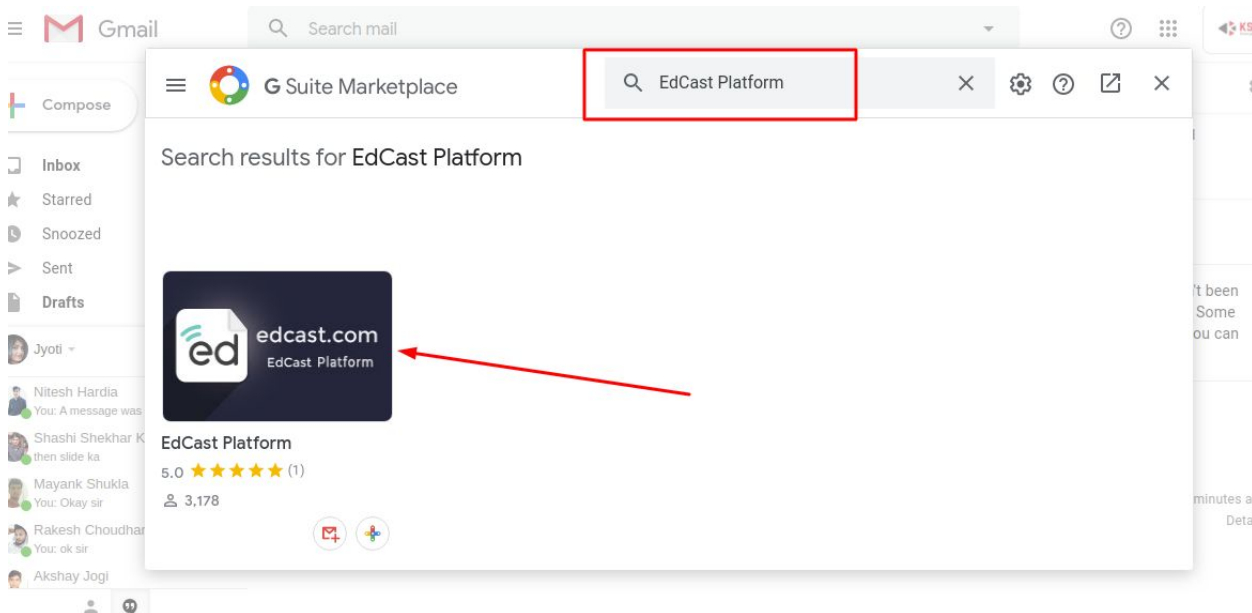 Gmail
Search mail
KS
G Suite Marketplace
EdCast Platform
Compose
Search results for EdCast Platform
Inbox
Starred
Snoozed
Sent
Drafts
't been
Some
ou can
ed
edcast.com
EdCast Platform
Jyoti
Nitesh Hardia
You: A message was
Shashi Shekhar K
then slide ka
EdCast Platform
5.0 (1)
Mayank Shukla
You: Okay sir
3,178
minutes a
Deta
Rakesh Choudhar
You: ok sir
Akshay Jogi